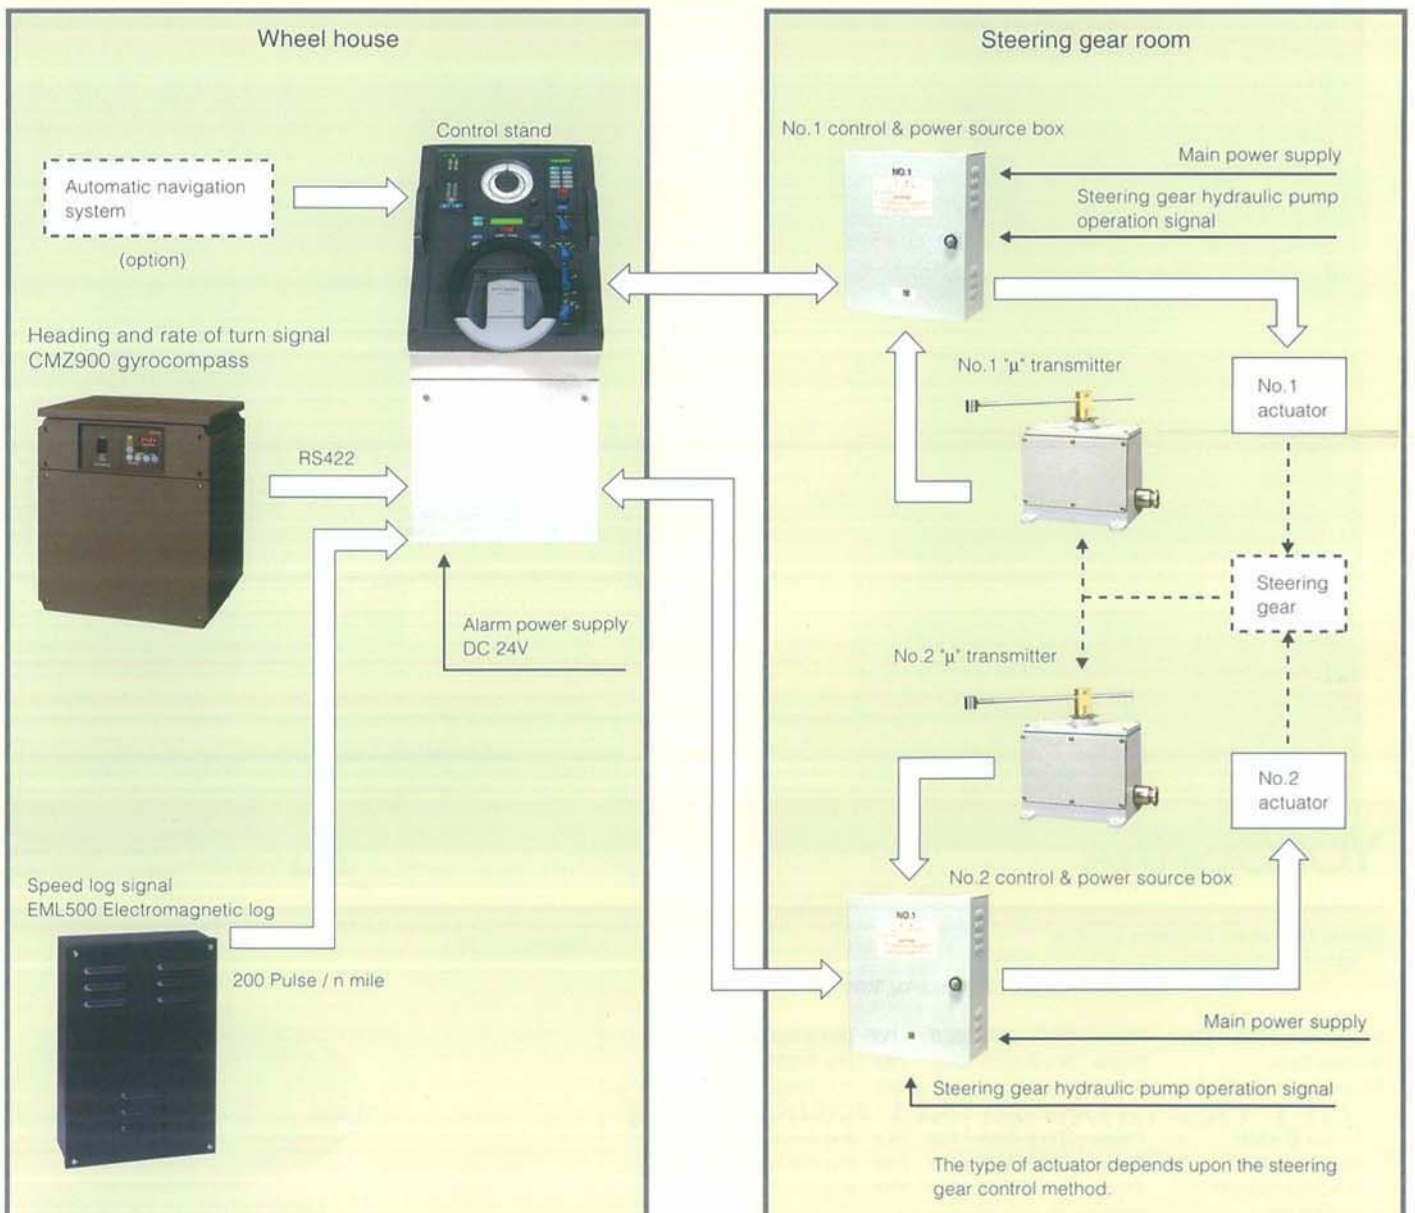 Wheel house
Control stand
Automatic navigation
system
(option)
Heading and rate of turn signal
CMZ900 gyrocompass
RS422
Alarm power supply
DC 24V
Speed log signal
EML500 Electromagnetic log
200 Pulse / n mile
Steering gear room
No.1 control & power source box
NO.1
Main power supply
Steering gear hydraulic pump
operation signal
No.1 "μ" transmitter
No.1
actuator
Steering
gear
No.2 "μ" transmitter
No.2
actuator
No.2 control & power source box
NO.1
Main power supply
Steering gear hydraulic pump operation signal
The type of actuator depends upon the steering
gear control method.